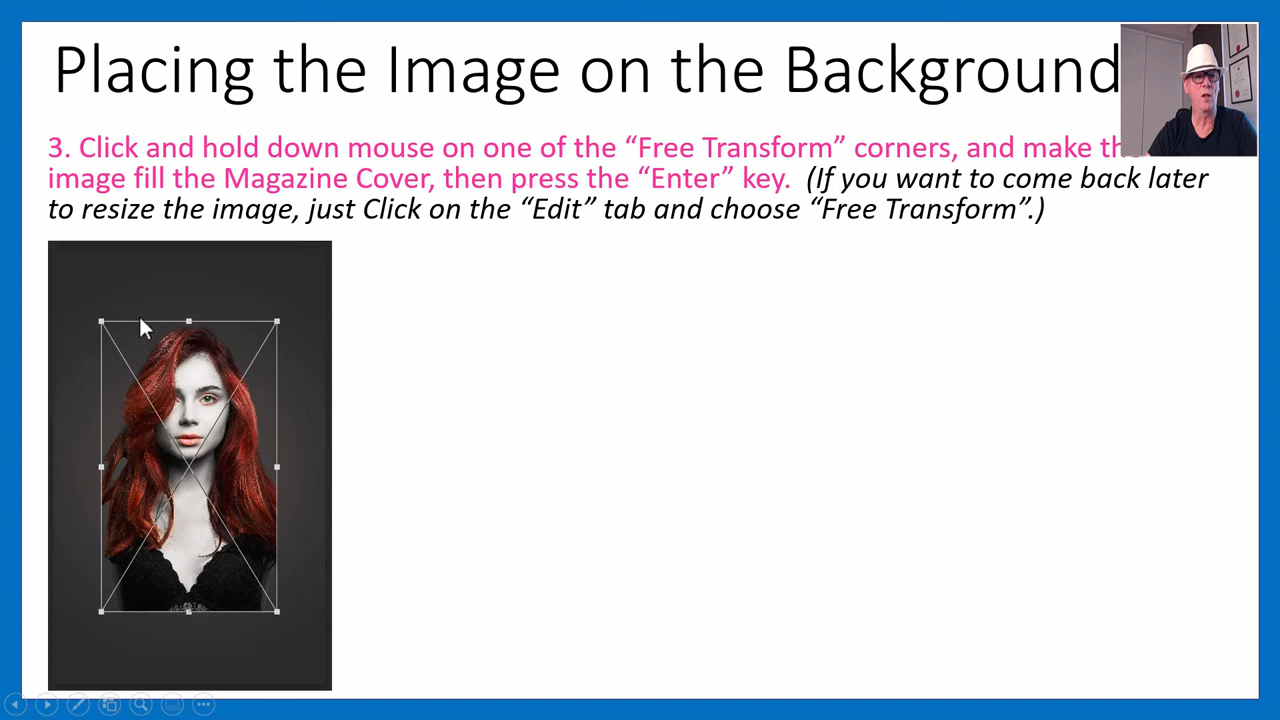 Placing the Image on the Background
3. Click and hold down mouse on one of the “Free Transform” corners, and make the
image fill the Magazine Cover, then press the “Enter” key. (If you want to come back later
to resize the image, just Click on the “Edit” tab and choose “Free Transform”.)